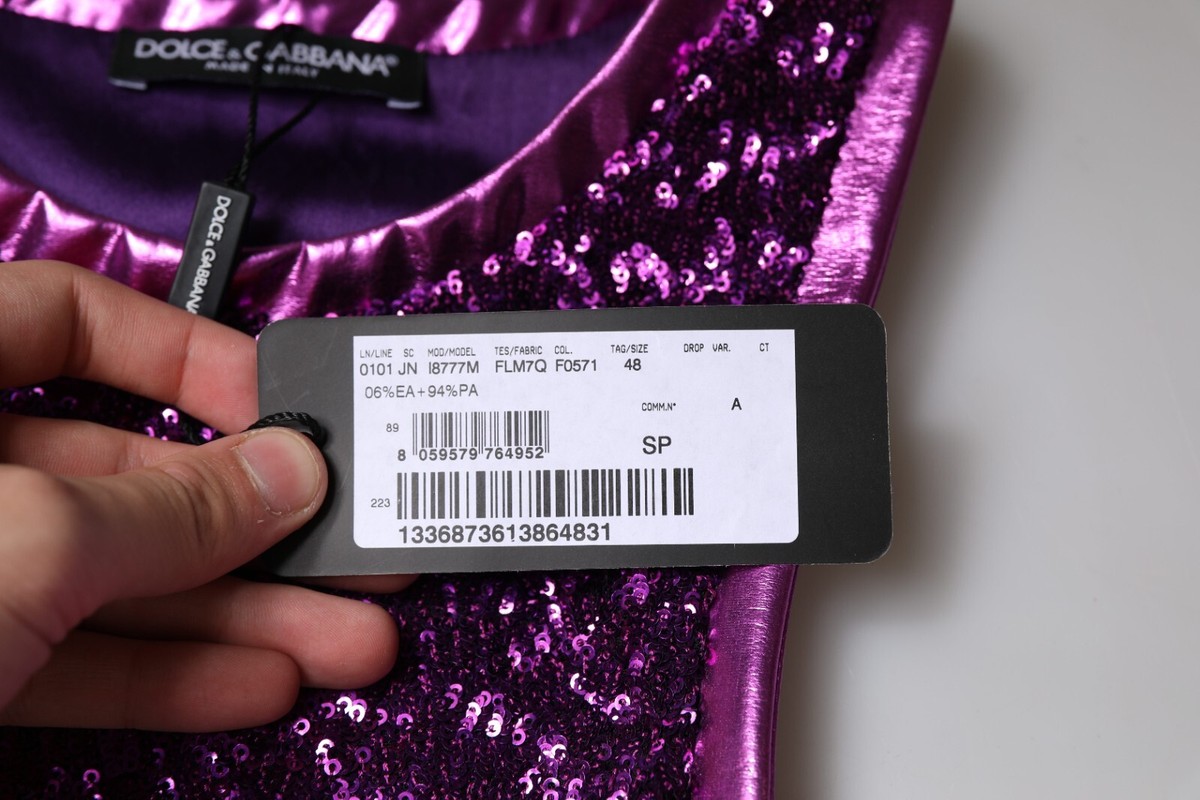 DOLCE & GABBANA®
MADE IN ITALY
DOLCE & GABBANA
LN/LINE SC MOD/MODEL TES/FABRIC COL. TAG/SIZE DROP VAR. CT
0101 JN I8777M FLM7Q F0571 48
06%EA+94%PA
COMM.N° A
89
8 059579 764952
SP
223
1336873613864831